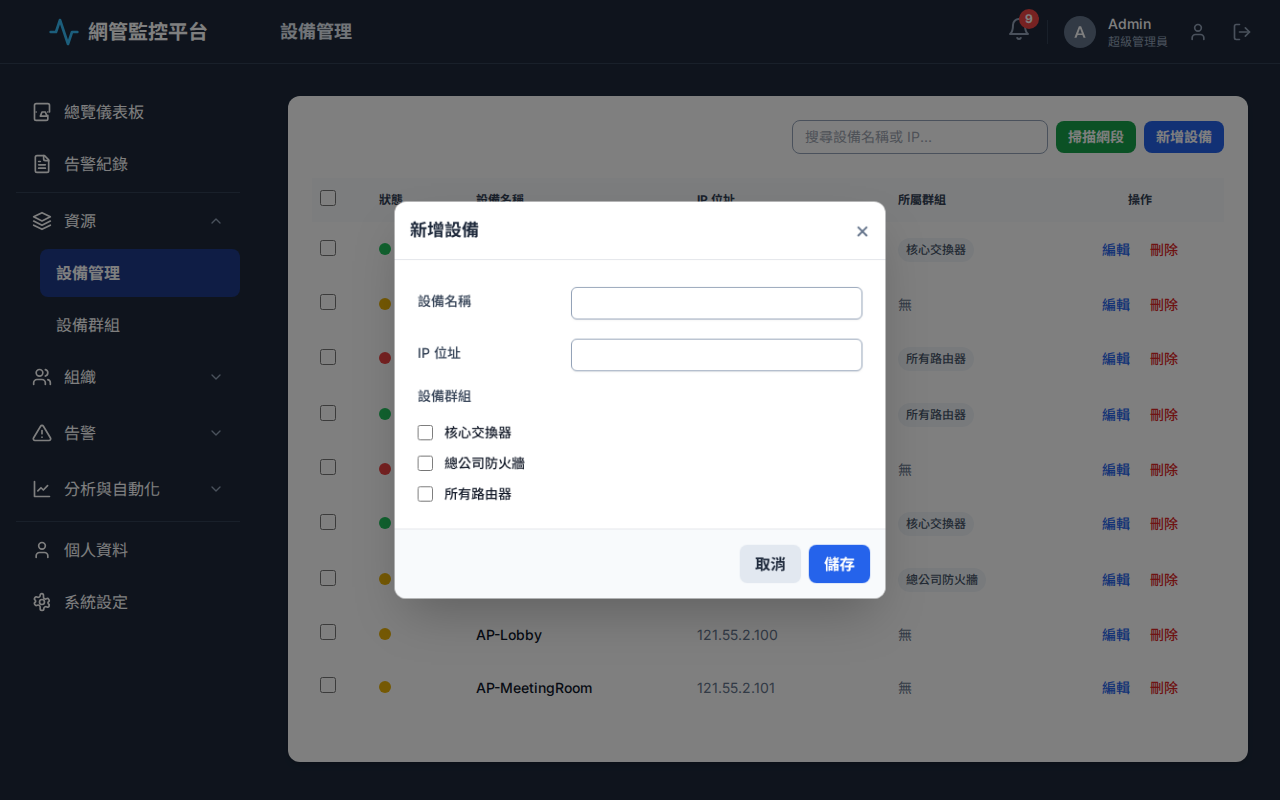 網管監控平台
設備管理
9
A
Admin
超級管理員
總覽儀表板
告警紀錄
資源
設備管理
設備群組
組織
告警
分析與自動化
個人資料
系統設定
搜尋設備名稱或 IP...
掃描網段
新增設備
狀態 設備名稱 IP 位址 所屬群組 操作
核心交換器 編輯 刪除
無 編輯 刪除
所有路由器 編輯 刪除
所有路由器 編輯 刪除
無 編輯 刪除
核心交換器 編輯 刪除
總公司防火牆 編輯 刪除
AP-Lobby 121.55.2.100 無 編輯 刪除
AP-MeetingRoom 121.55.2.101 無 編輯 刪除
新增設備
×
設備名稱
IP 位址
設備群組
核心交換器
總公司防火牆
所有路由器
取消
儲存